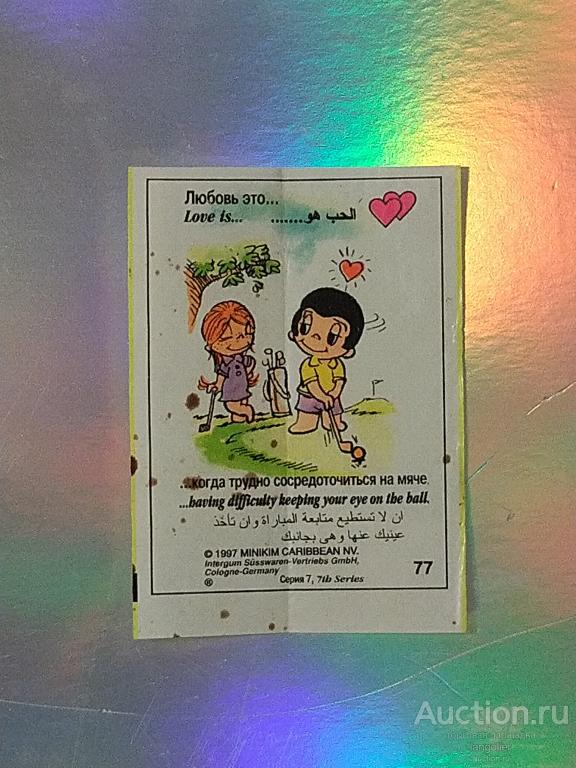 Любовь это...
Love is...
الحب هو.......
...когда трудно сосредоточиться на мяче.
...having difficulty keeping your eye on the ball.
ان لا تستطيع متابعة المباراة وان تأخذ
عينيك عنها وهى بجانبك
© 1997 MINIKIM CARIBBEAN NV.
Intergum Süsswaren-Vertriebs GmbH,
Cologne-Germany
77
® Серия 7, 7th Series
Auction.ru